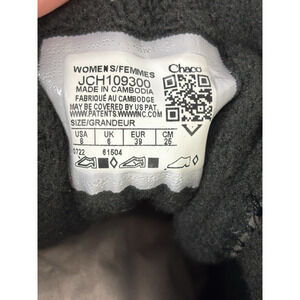 WOMENS/FEMMES
Chaco
JCH109300
MADE IN CAMBODIA
FABRIQUÉ AU CAMBODGE
MAY BE COVERED BY US PAT.
WWW.PATENTS.WWWINC.COM
SIZE/GRANDEUR
USA UK EUR CM
8 6 39 25
0722 61504